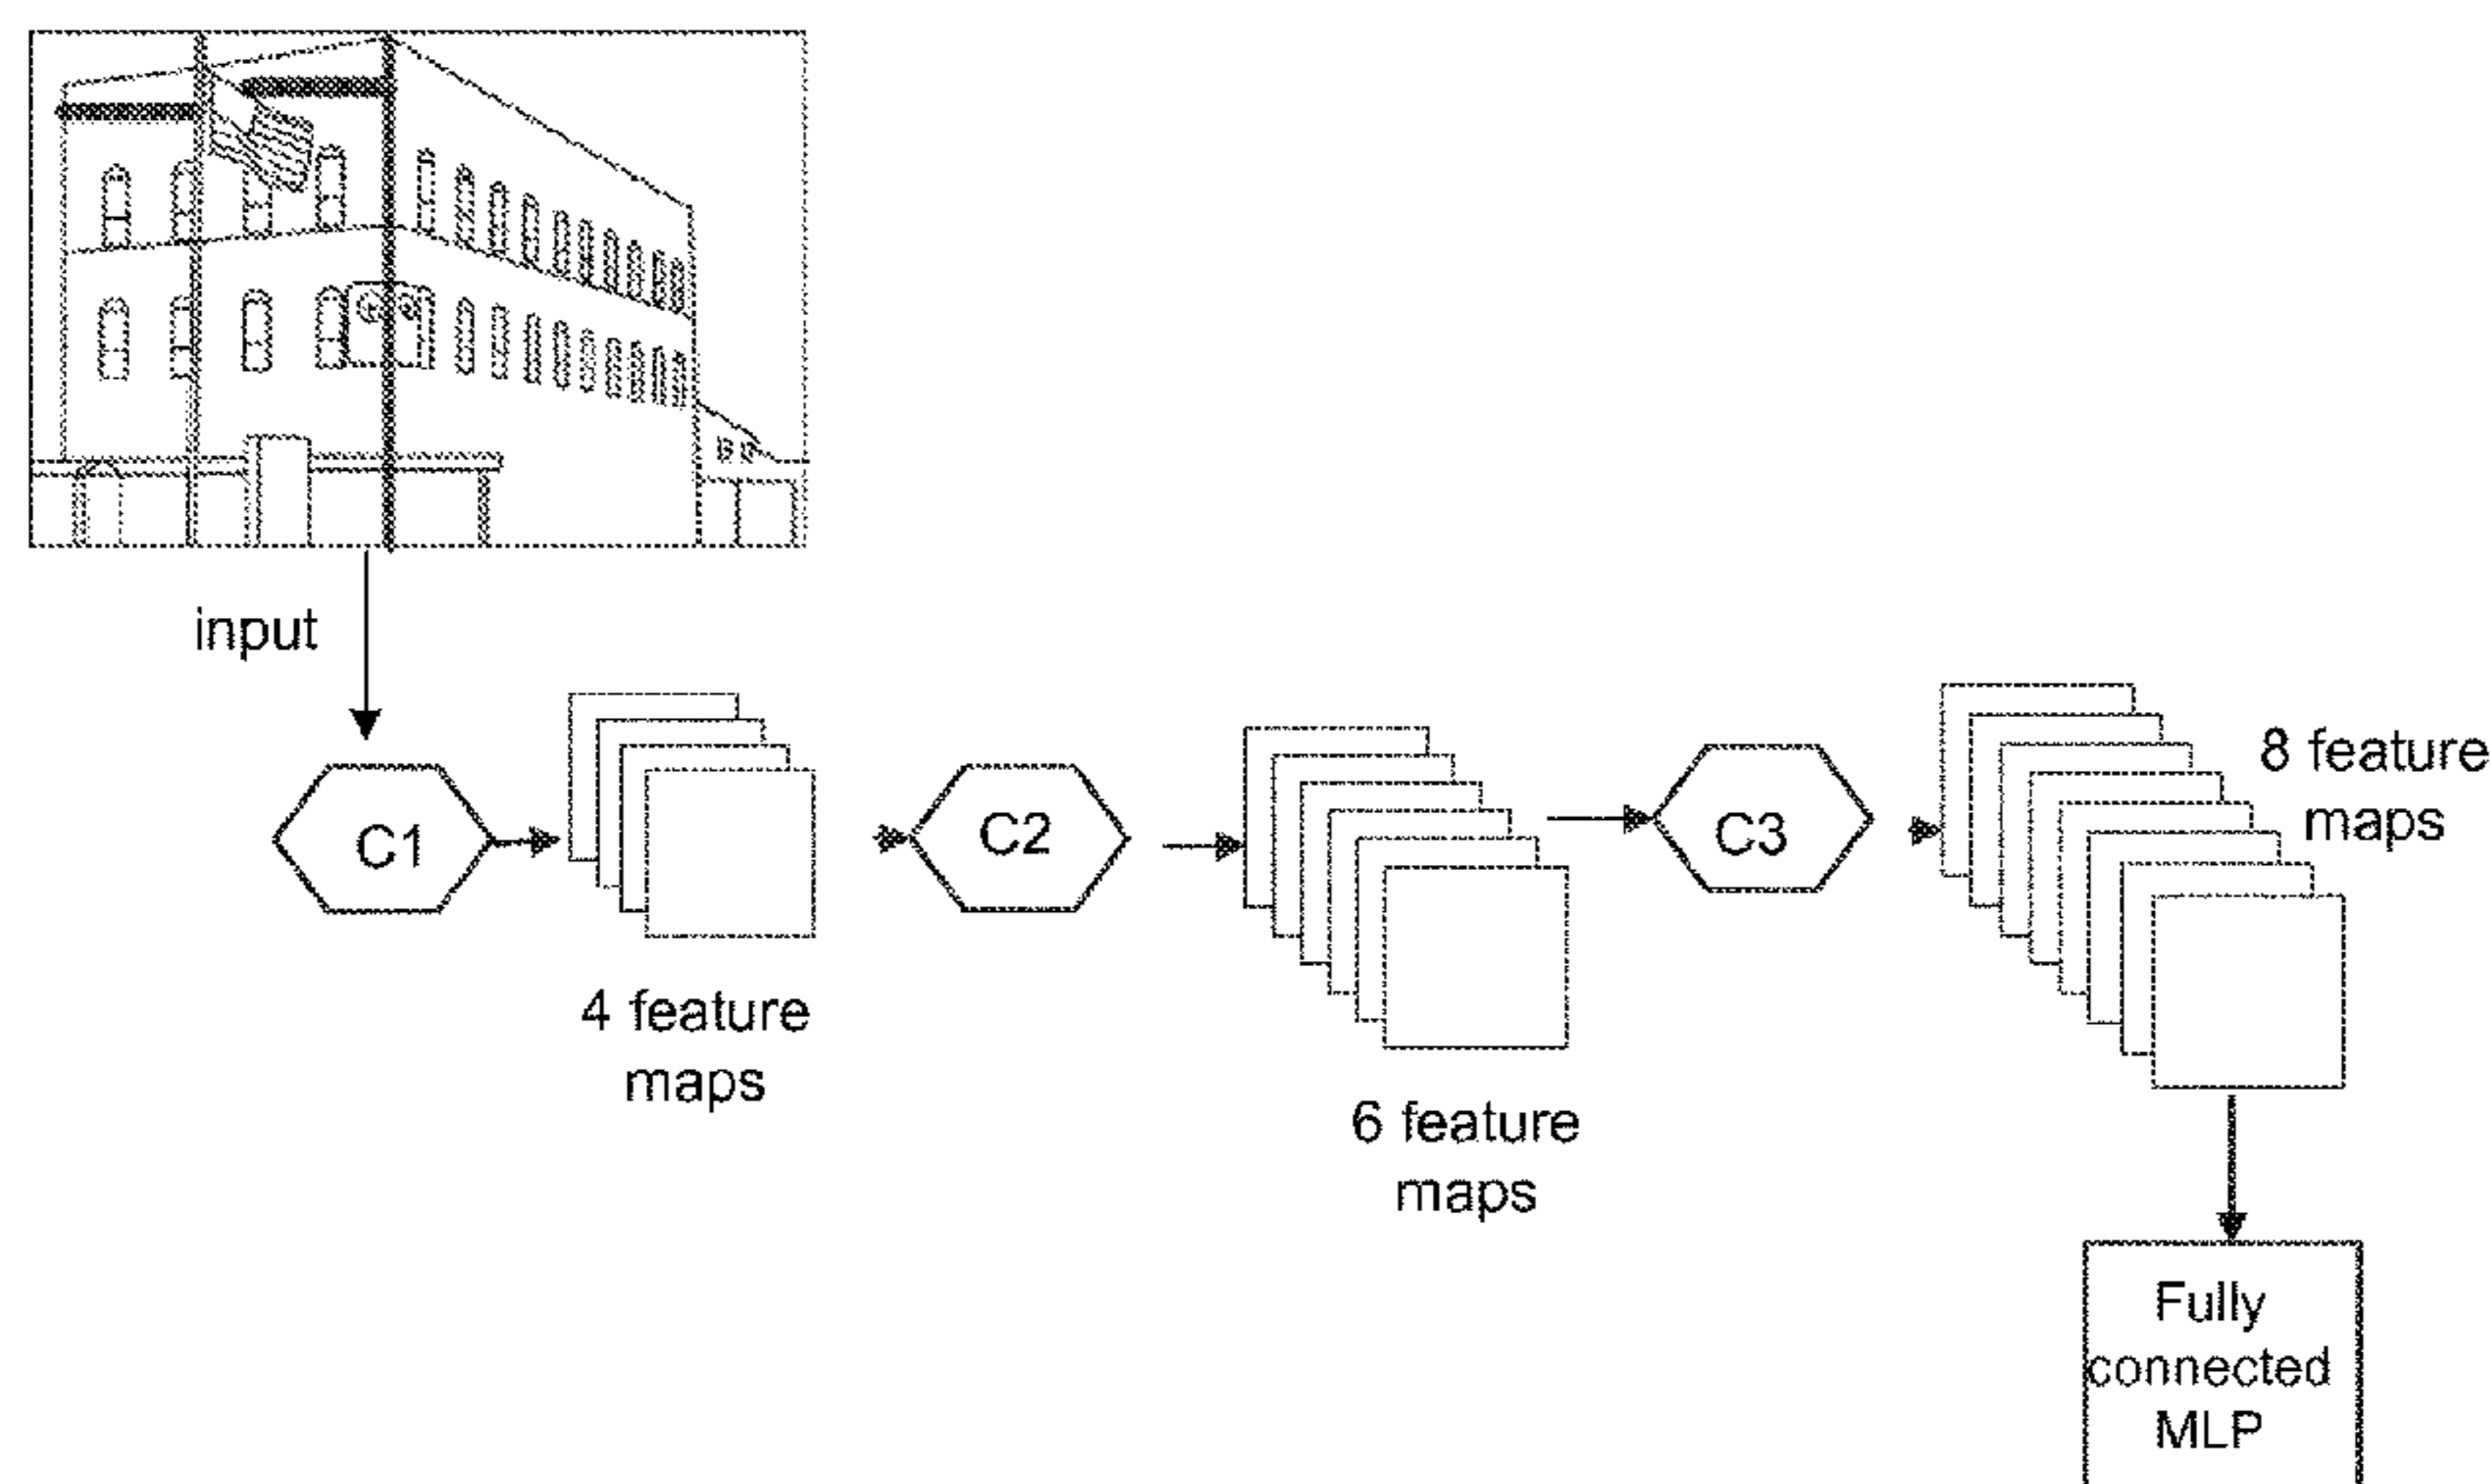 input
C1
4 feature
maps
C2
6 feature
maps
C3
8 feature
maps
Fully
connected
MLP